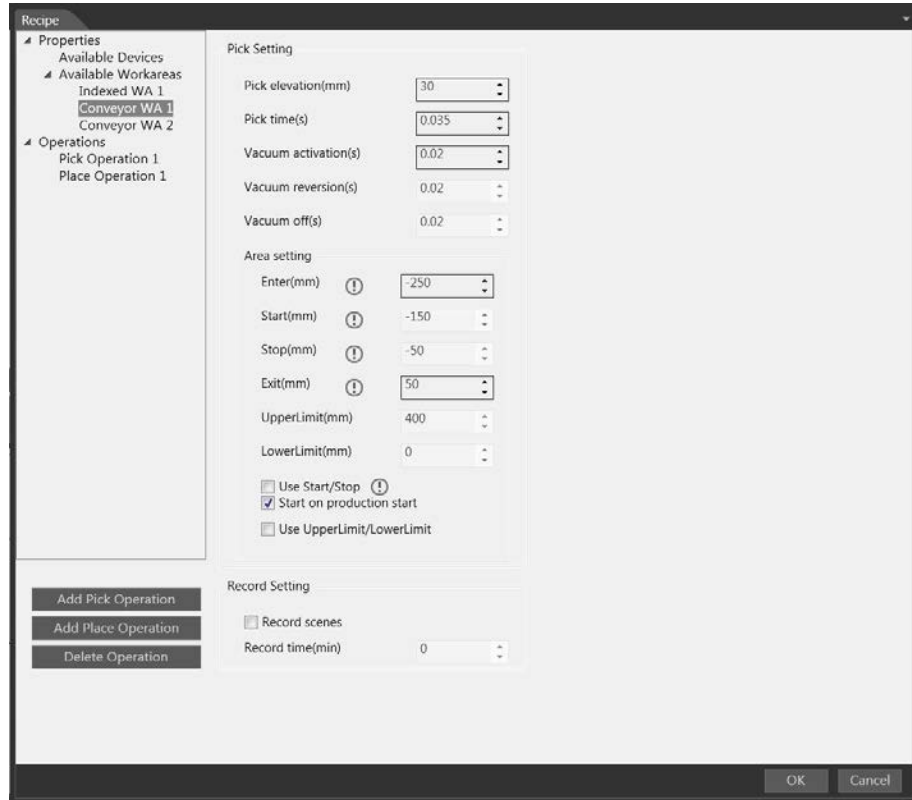 Recipe
Properties
Available Devices
Available Workareas
Indexed WA 1
Conveyor WA 1
Conveyor WA 2
Operations
Pick Operation 1
Place Operation 1
Add Pick Operation
Add Place Operation
Delete Operation
Pick Setting
Pick elevation(mm) 30
Pick time(s) 0.035
Vacuum activation(s) 0.02
Vacuum reversion(s) 0.02
Vacuum off(s) 0.02
Area setting
Enter(mm) -250
Start(mm) -150
Stop(mm) -50
Exit(mm) 50
UpperLimit(mm) 400
LowerLimit(mm) 0
Use Start/Stop
Start on production start
Use UpperLimit/LowerLimit
Record Setting
Record scenes
Record time(min) 0
OK Cancel